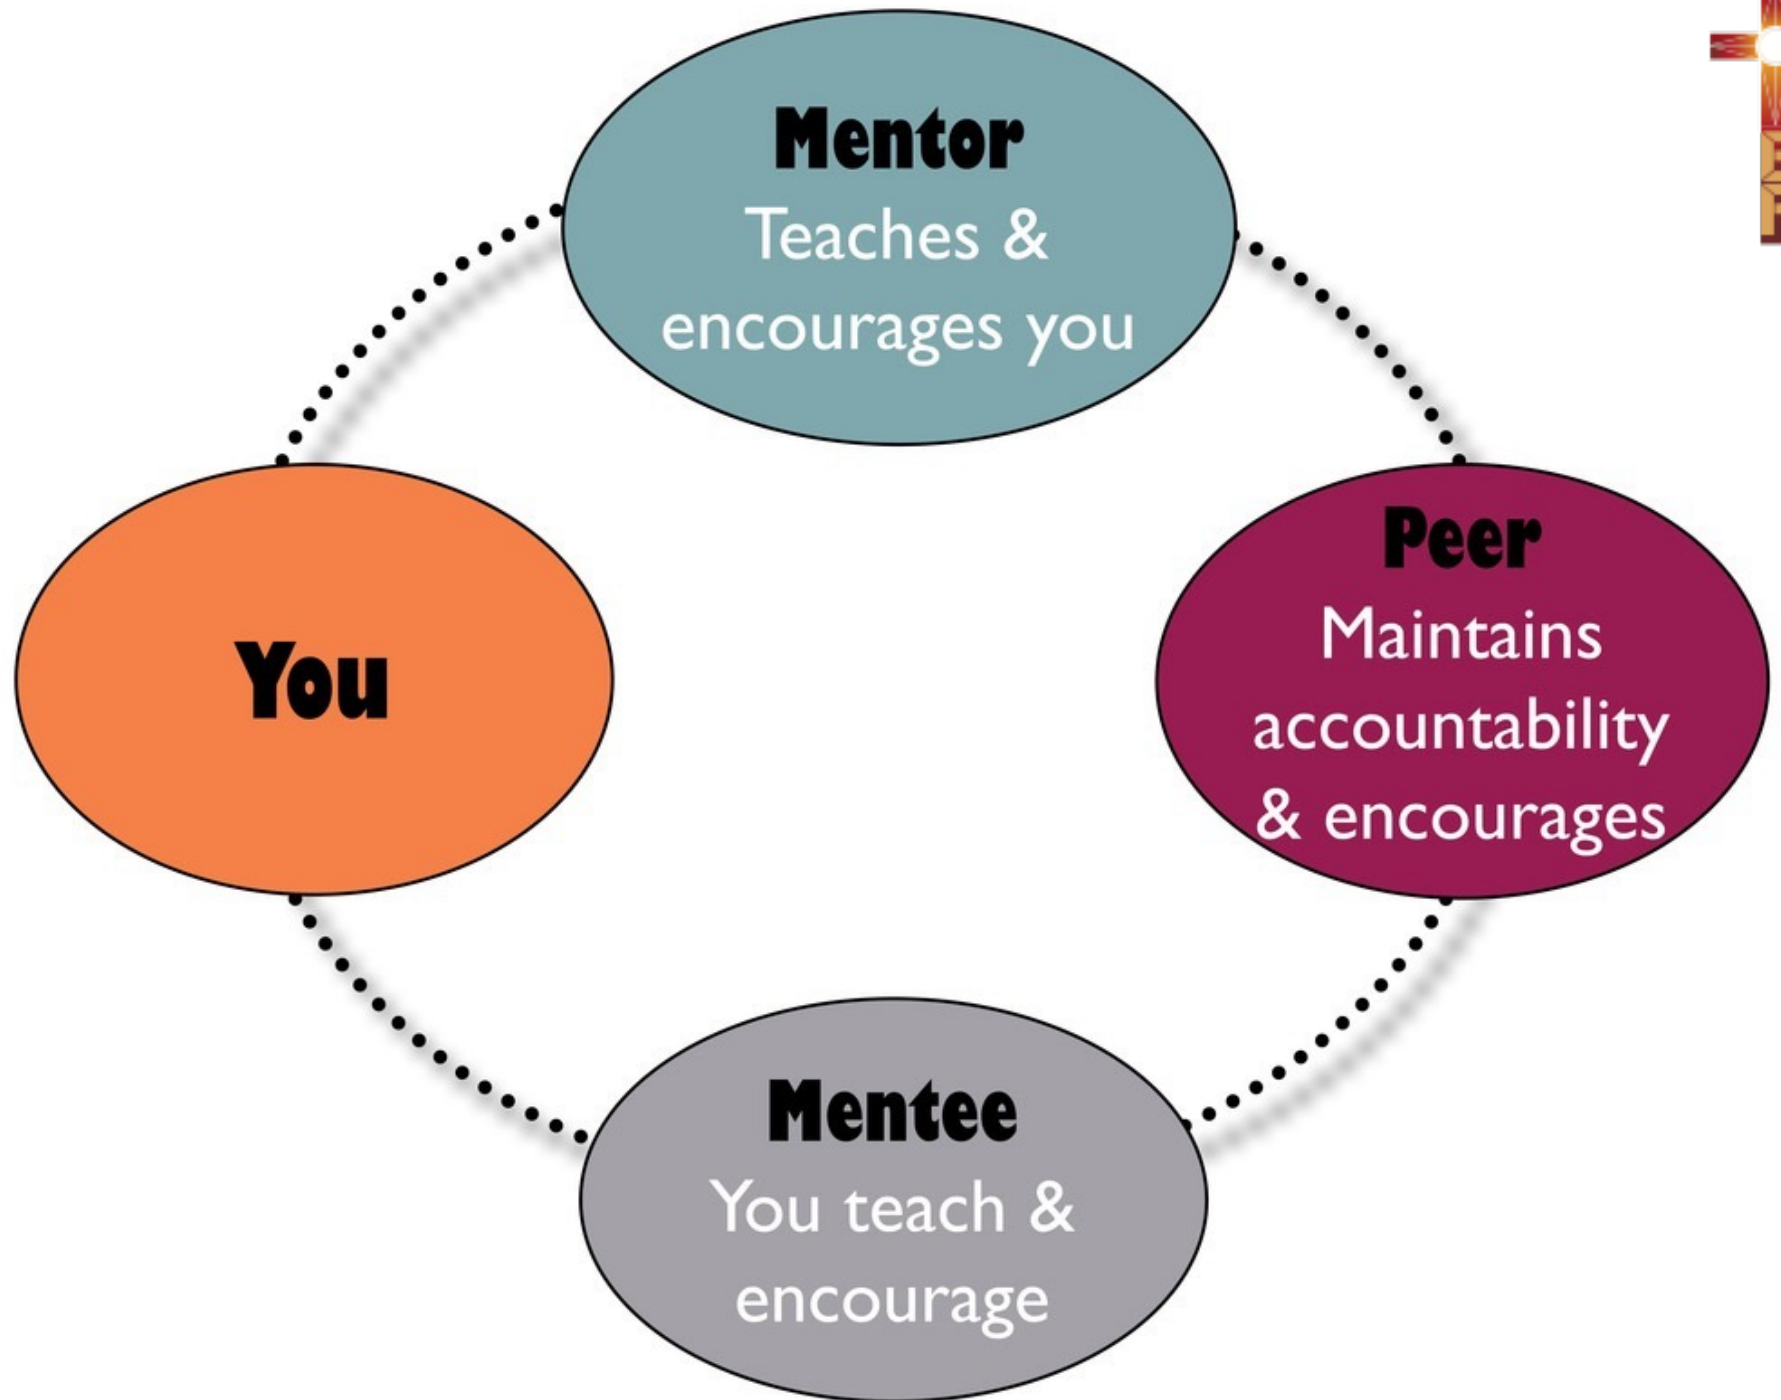 Mentor
Teaches &
encourages you
You
Peer
Maintains
accountability
& encourages
Mentee
You teach &
encourage